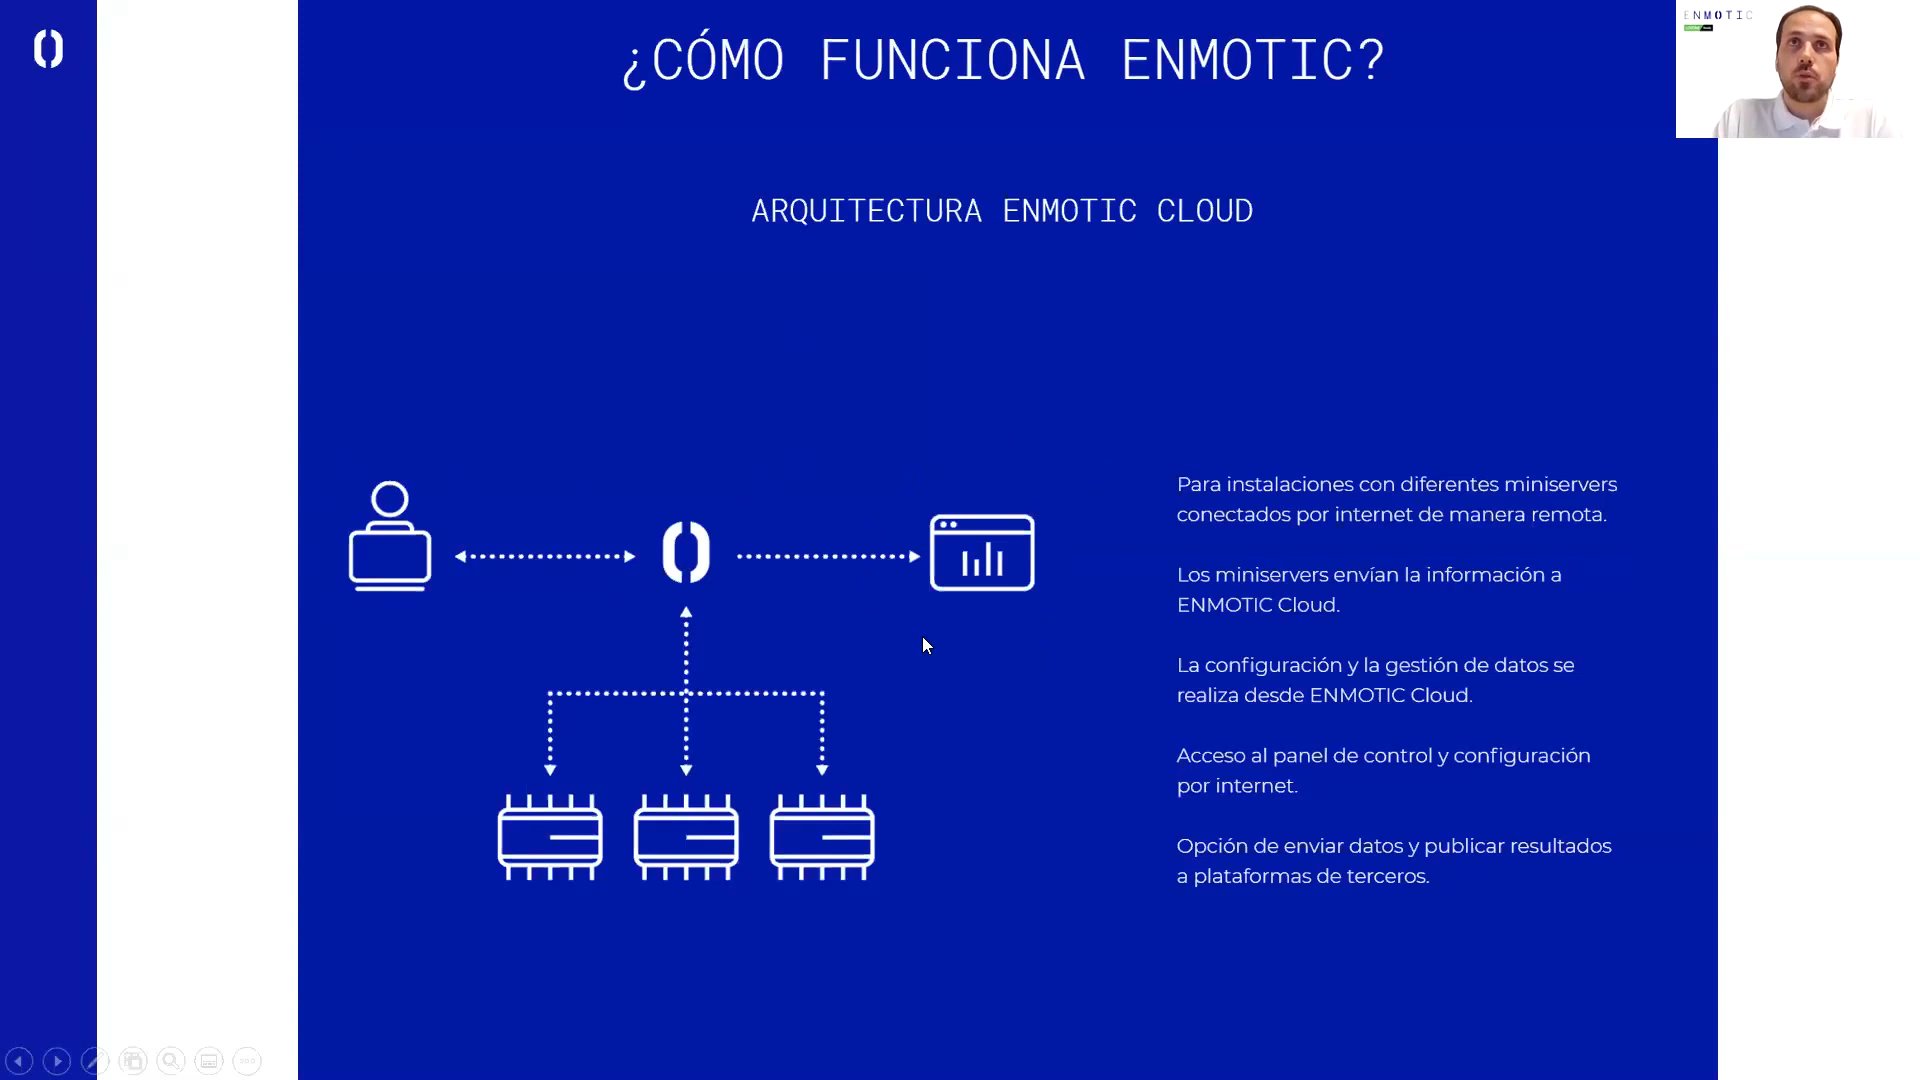 ¿CÓMO FUNCIONA ENMOTIC?
ENMOTIC
ARQUITECTURA ENMOTIC CLOUD
Para instalaciones con diferentes miniservers
conectados por internet de manera remota.
Los miniservers envían la información a
ENMOTIC Cloud.
La configuración y la gestión de datos se
realiza desde ENMOTIC Cloud.
Acceso al panel de control y configuración
por internet.
Opción de enviar datos y publicar resultados
a plataformas de terceros.